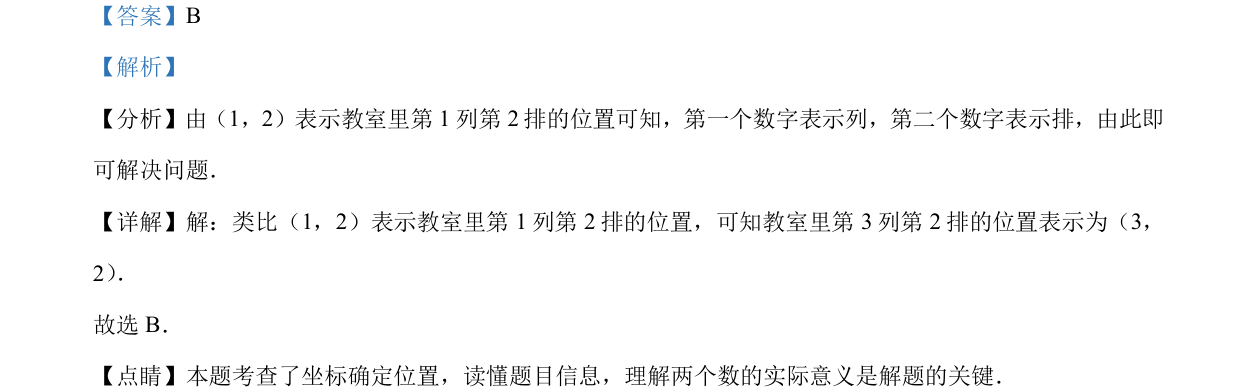 【答案】B
【解析】
【分析】由（1，2）表示教室里第 1 列第 2 排的位置可知，第一个数字表示列，第二个数字表示排，由此即
可解决问题．
【详解】解：类比（1，2）表示教室里第 1 列第 2 排的位置，可知教室里第 3 列第 2 排的位置表示为（3，
2）．
故选 B．
【点睛】本题考查了坐标确定位置，读懂题目信息，理解两个数的实际意义是解题的关键．